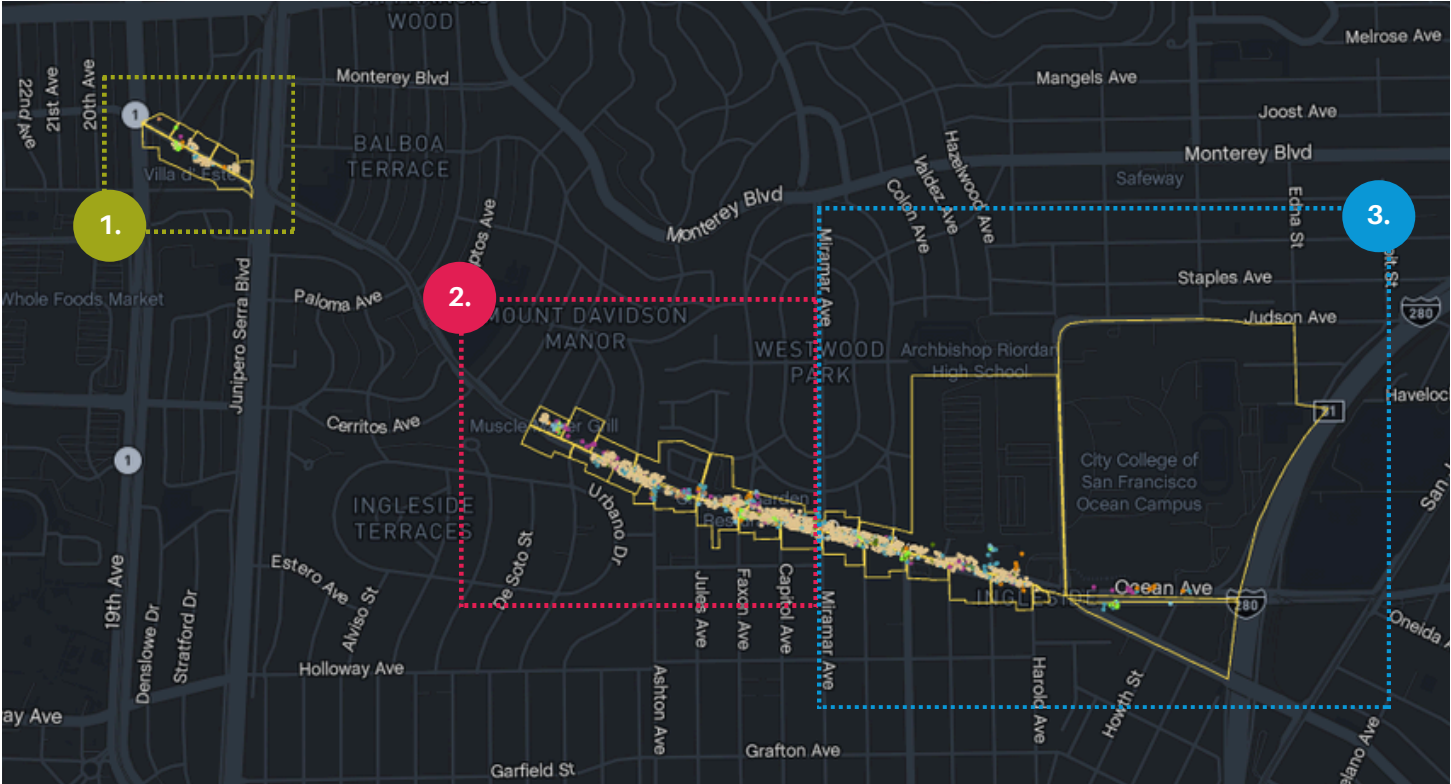 WOOD
Melrose Ave
Monterey Blvd
Mangels Ave
22nd Ave
21st Ave
20th Ave
1
Joost Ave
BALBOA
TERRACE
Hazelwood Ave
Valdez Ave
Colon Ave
Monterey Blvd
Safeway
Villa d' Este
Edna St
1.
3.
Monterey Blvd
Miramar Ave
Staples Ave
Whole Foods Market
Paloma Ave
2.
Junipero Serra Blvd
MOUNT DAVIDSON
MANOR
280
Judson Ave
WESTWOOD
PARK
Archbishop Riordan
High School
Cerritos Ave
1
City College of
San Francisco
Ocean Campus
INGLESIDE
TERRACES
Urbano Dr
De Soto St
Estero Ave
Alviso St
19th Ave
Denslowe Dr
Stratford Dr
Jules Ave
Faxon Ave
Capitol Ave
Miramar Ave
INGLESIDE
Ocean Ave
280
Holloway Ave
Ashton Ave
Harold Ave
Howth St
Grafton Ave
Garfield St